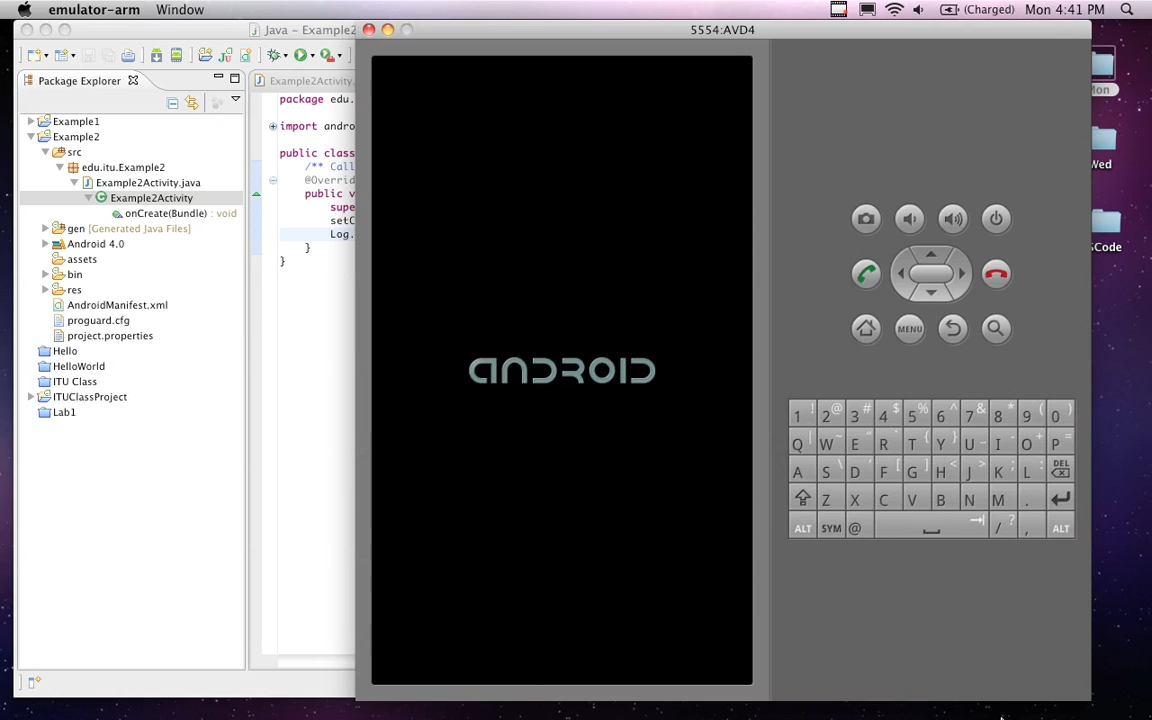 emulator-arm Window
(Charged) Mon 4:41 PM
Java – Example2
5554:AVD4
Package Explorer
Example1
Example2
src
edu.itu.Example2
Example2Activity.java
Example2Activity
onCreate(Bundle) : void
gen [Generated Java Files]
Android 4.0
assets
bin
res
AndroidManifest.xml
proguard.cfg
project.properties
Hello
HelloWorld
ITU Class
ITUClassProject
Lab1
Example2Activity.
package edu.
import andro
public class
/** Call
@Overrid
public v
supe
setC
Log.
}
}
ANDROID
MENU
1 ! 2 @ 3 # 4 $ 5 % 6 ^ 7 & 8 * 9 ( 0 )
Q | W ~ E " R ` T { Y } U _ I - O + P =
A S \ D ' F [ G ] H < J > K ; L : DEL
Z X C V B N M .
ALT SYM @ / ? , ALT
Mon
Wed
SCode